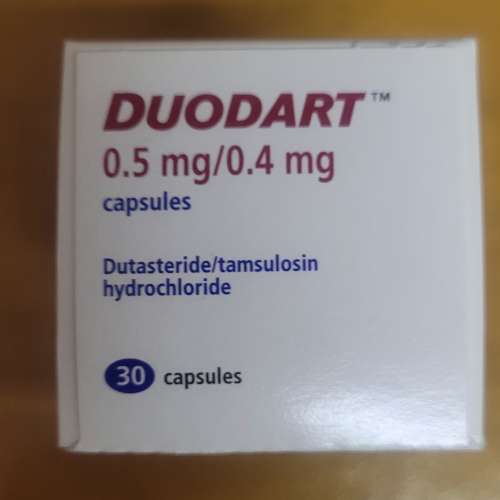 DUODART™
0.5 mg/0.4 mg
capsules
Dutasteride/tamsulosin
hydrochloride
30 capsules